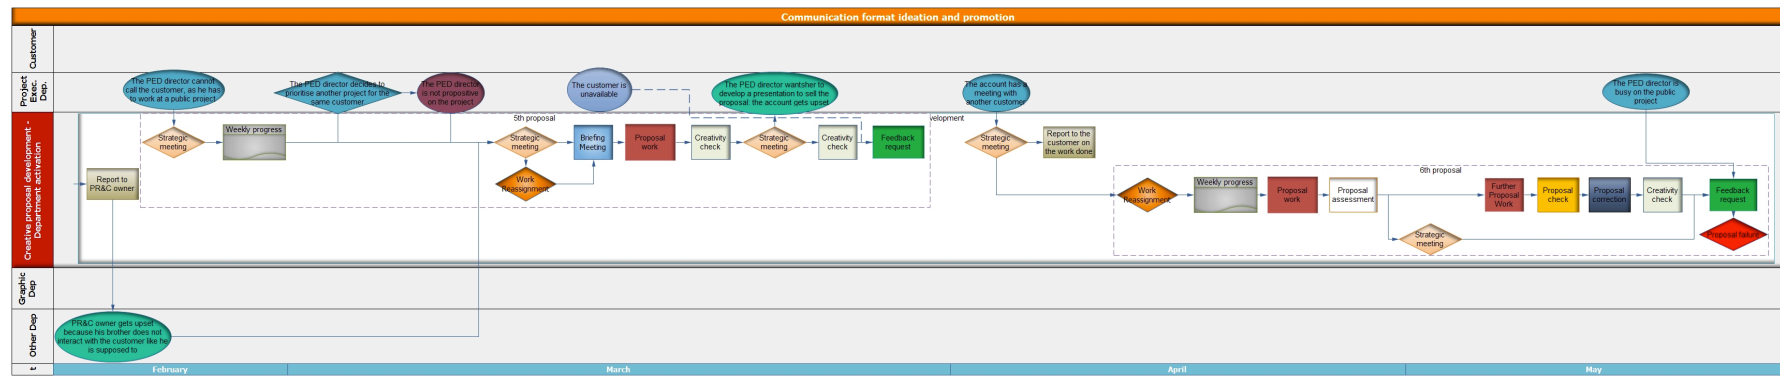 Communication format ideation and promotion
Customer
Project
Exec.
Dep.
The PED director cannot
call the customer, as he has
to work at a public project
The PED director decides to
prioritise another project for the
same customer
The PED director
is not propositive
on the project
The customer is
unavailable
The PED director wantsher to
develop a presentation to sell the
proposal: the account gets upset
The account has a
meeting with
another customer
The PED director is
busy on the public
project
Creative proposal development -
Department activation
5th proposal
velopment
Report to
PR&C owner
Strategic
meeting
Weekly progress
Strategic
meeting
Work
Reassignment
Briefing
Meeting
Proposal
work
Creativity
check
Strategic
meeting
Creativity
check
Feedback
request
Strategic
meeting
Report to the
customer on
the work done
6th proposal
Work
Reassignment
Weekly progress
Proposal
work
Proposal
assessment
Strategic
meeting
Further
Proposal
Work
Proposal
check
Proposal
correction
Creativity
check
Feedback
request
Proposal failure
Graphic
Dep
Other Dep
PR&C owner gets upset
because his brother does not
interact with the customer like he
is supposed to
t
February
March
April
May